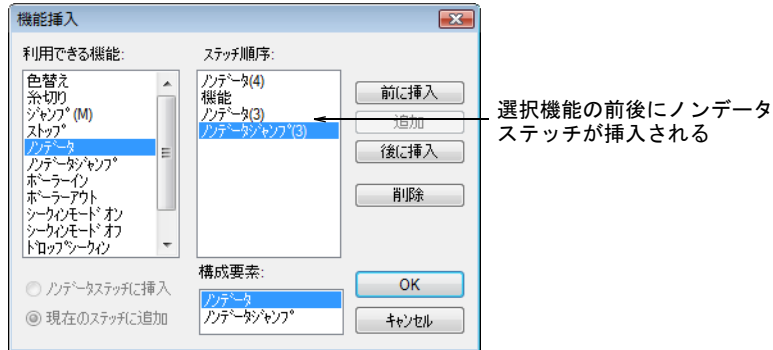 機能挿入
利用できる機能:
色替え
糸切り
ジャンプ(M)
ストップ
ノンデータ
ノンデータジャンプ
ボーラーイン
ボーラーアウト
シークィンモード オン
シークィンモード オフ
ドロップシークィン
ノンデータステッチに挿入
現在のステッチに追加
ステッチ順序:
ノンデータ(4)
機能
ノンデータ(3)
ノンデータジャンプ(3)
構成要素:
ノンデータ
ノンデータジャンプ
前に挿入
追加
後に挿入
削除
OK
キャンセル
選択機能の前後にノンデータ
ステッチが挿入される